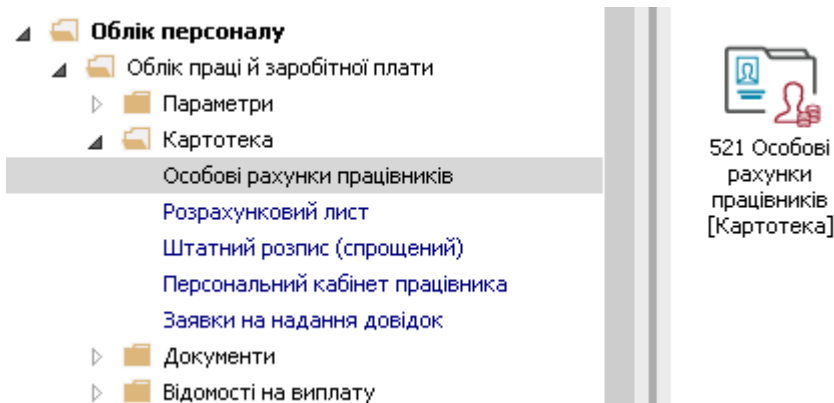 Облік персоналу
Облік праці й заробітної плати
Параметри
Картотека
Особові рахунки працівників
Розрахунковий лист
Штатний розпис (спрощений)
Персональний кабінет працівника
Заявки на надання довідок
Документи
Відомості на виплату
521 Особові
рахунки
працівників
[Картотека]